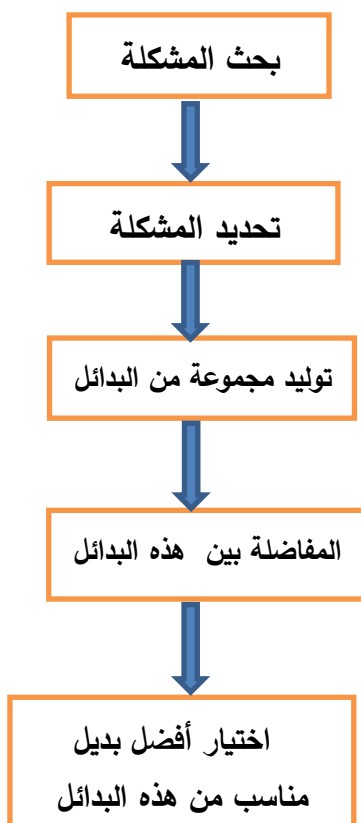 بحث المشكلة
تحديد المشكلة
توليد مجموعة من البدائل
المفاضلة بين هذه البدائل
اختيار أفضل بديل
مناسب من هذه البدائل